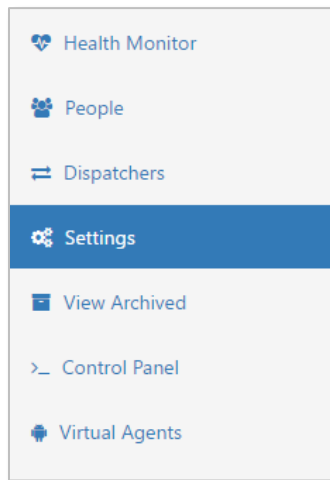 Health Monitor
People
Dispatchers
Settings
View Archived
Control Panel
Virtual Agents